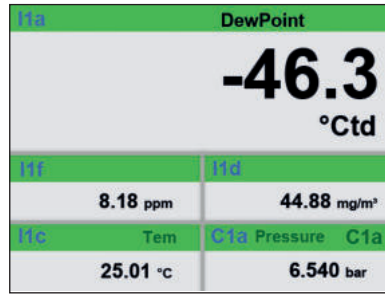 I1a DewPoint
-46.3
°Ctd
I1f I1d
8.18 ppm 44.88 mg/m³
I1c Tem C1a Pressure C1a
25.01 °C 6.540 bar